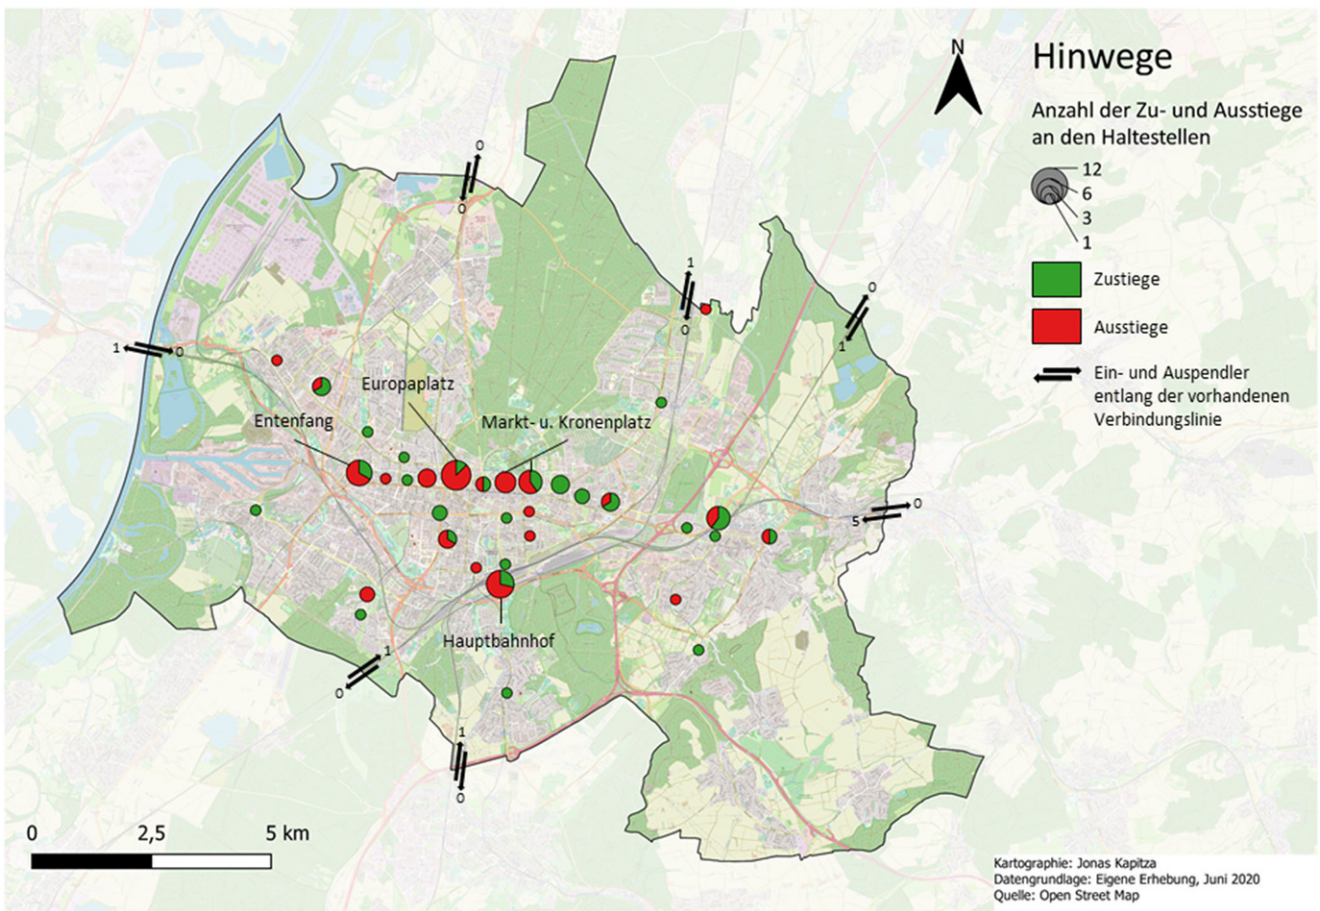 N
Hinwege
Anzahl der Zu- und Ausstiege
an den Haltestellen
12
6
3
1
Zustiege
Ausstiege
Ein- und Auspendler
entlang der vorhandenen
Verbindungslinie
0
0
1
0
0
1
1
0
Europaplatz
Entenfang
Markt- u. Kronenplatz
0
5
Hauptbahnhof
1
0
1
0
0
2,5
5 km
Kartographie: Jonas Kapitza
Datengrundlage: Eigene Erhebung, Juni 2020
Quelle: Open Street Map